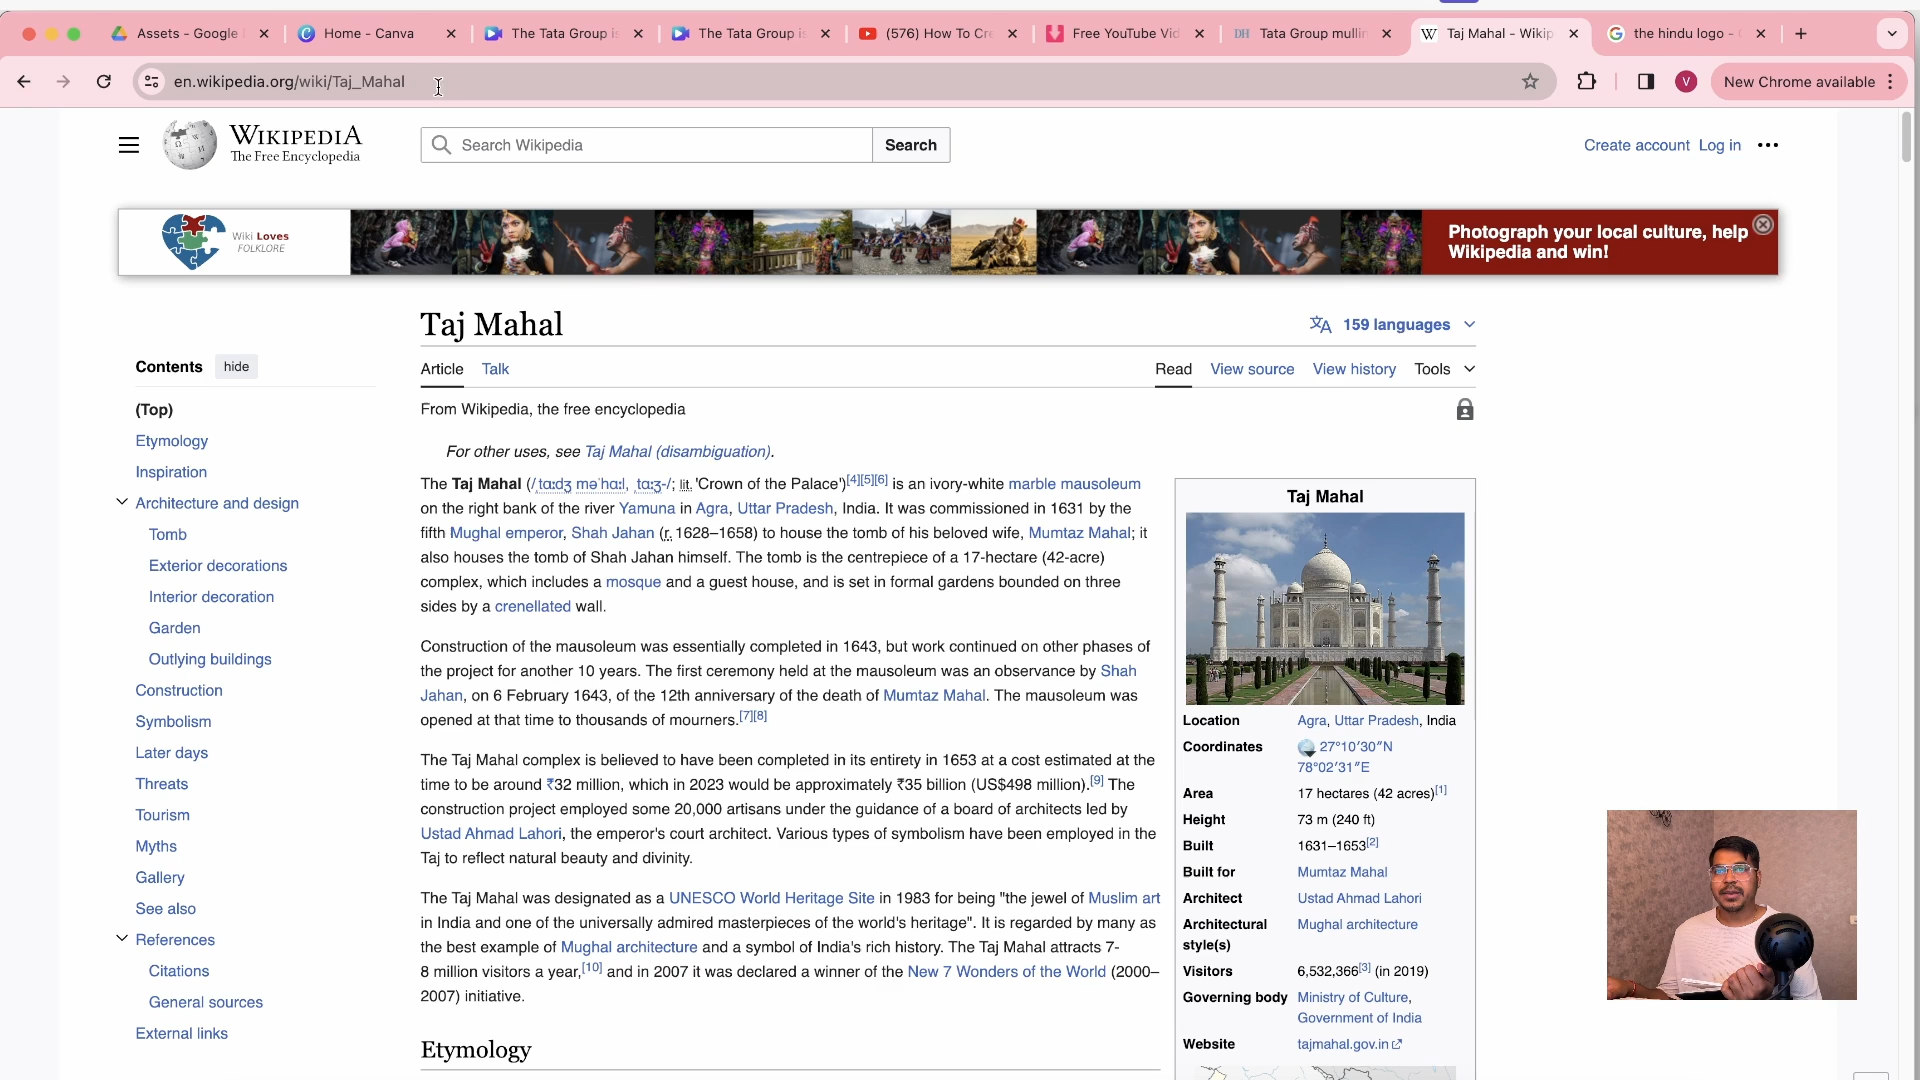 Assets - Google
Home - Canva
The Tata Group is
The Tata Group is
(576) How To Cre
Free YouTube Vid
DH Tata Group mullin
W Taj Mahal - Wikip
the hindu logo -
en.wikipedia.org/wiki/Taj_Mahal
V
New Chrome available
WIKIPEDIA
The Free Encyclopedia
Search Wikipedia
Search
Create account Log in
Wiki Loves
FOLKLORE
Photograph your local culture, help
Wikipedia and win!
Taj Mahal
159 languages
Contents hide
Article Talk
Read View source View history Tools
(Top)
Etymology
Inspiration
Architecture and design
Tomb
Exterior decorations
Interior decoration
Garden
Outlying buildings
Construction
Symbolism
Later days
Threats
Tourism
Myths
Gallery
See also
References
Citations
General sources
External links
From Wikipedia, the free encyclopedia
For other uses, see Taj Mahal (disambiguation).
The Taj Mahal (/ˌtɑːdʒ məˈhɑːl, ˌtɑːʒ-/; lit. 'Crown of the Palace')[4][5][6] is an ivory-white marble mausoleum
on the right bank of the river Yamuna in Agra, Uttar Pradesh, India. It was commissioned in 1631 by the
fifth Mughal emperor, Shah Jahan (r. 1628–1658) to house the tomb of his beloved wife, Mumtaz Mahal; it
also houses the tomb of Shah Jahan himself. The tomb is the centrepiece of a 17-hectare (42-acre)
complex, which includes a mosque and a guest house, and is set in formal gardens bounded on three
sides by a crenellated wall.
Construction of the mausoleum was essentially completed in 1643, but work continued on other phases of
the project for another 10 years. The first ceremony held at the mausoleum was an observance by Shah
Jahan, on 6 February 1643, of the 12th anniversary of the death of Mumtaz Mahal. The mausoleum was
opened at that time to thousands of mourners.[7][8]
The Taj Mahal complex is believed to have been completed in its entirety in 1653 at a cost estimated at the
time to be around ₹32 million, which in 2023 would be approximately ₹35 billion (US$498 million).[9] The
construction project employed some 20,000 artisans under the guidance of a board of architects led by
Ustad Ahmad Lahori, the emperor's court architect. Various types of symbolism have been employed in the
Taj to reflect natural beauty and divinity.
The Taj Mahal was designated as a UNESCO World Heritage Site in 1983 for being "the jewel of Muslim art
in India and one of the universally admired masterpieces of the world's heritage". It is regarded by many as
the best example of Mughal architecture and a symbol of India's rich history. The Taj Mahal attracts 7-
8 million visitors a year,[10] and in 2007 it was declared a winner of the New 7 Wonders of the World (2000–
2007) initiative.
Etymology
Taj Mahal
Location Agra, Uttar Pradesh, India
Coordinates 27°10′30″N
78°02′31″E
Area 17 hectares (42 acres)[1]
Height 73 m (240 ft)
Built 1631–1653[2]
Built for Mumtaz Mahal
Architect Ustad Ahmad Lahori
Architectural Mughal architecture
style(s)
Visitors 6,532,366[3] (in 2019)
Governing body Ministry of Culture,
Government of India
Website tajmahal.gov.in